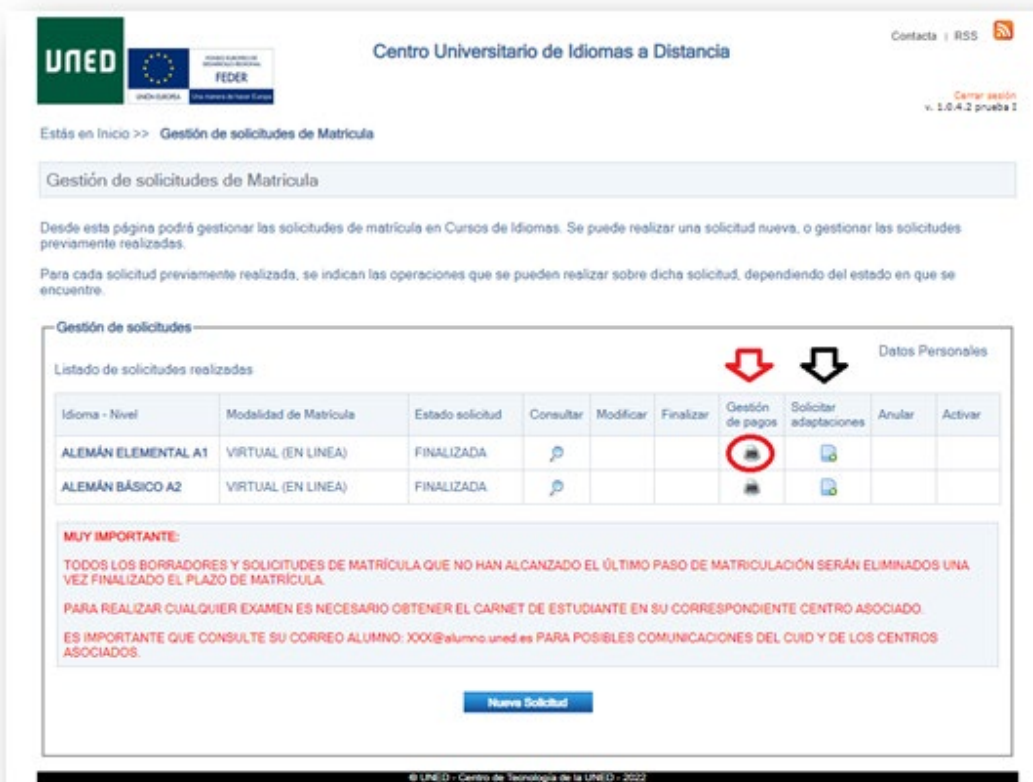 UNED
FEDER
UNIÓN EUROPEA
Una manera de hacer Europa
Centro Universitario de Idiomas a Distancia
Contacta | RSS
Cerrar sesión
v. 1.0.4.2 prueba I
Estás en Inicio >> Gestión de solicitudes de Matrícula
Gestión de solicitudes de Matrícula
Desde esta página podrá gestionar las solicitudes de matrícula en Cursos de Idiomas. Se puede realizar una solicitud nueva, o gestionar las solicitudes
previamente realizadas.
Para cada solicitud previamente realizada, se indican las operaciones que se pueden realizar sobre dicha solicitud, dependiendo del estado en que se
encuentre.
Gestión de solicitudes
Datos Personales
Listado de solicitudes realizadas
Idioma - Nivel Modalidad de Matrícula Estado solicitud Consultar Modificar Finalizar Gestión de pagos Solicitar adaptaciones Anular Activar
ALEMÁN ELEMENTAL A1 VIRTUAL (EN LINEA) FINALIZADA
ALEMÁN BÁSICO A2 VIRTUAL (EN LINEA) FINALIZADA
MUY IMPORTANTE:
TODOS LOS BORRADORES Y SOLICITUDES DE MATRÍCULA QUE NO HAN ALCANZADO EL ÚLTIMO PASO DE MATRICULACIÓN SERÁN ELIMINADOS UNA
VEZ FINALIZADO EL PLAZO DE MATRÍCULA.
PARA REALIZAR CUALQUIER EXAMEN ES NECESARIO OBTENER EL CARNET DE ESTUDIANTE EN SU CORRESPONDIENTE CENTRO ASOCIADO.
ES IMPORTANTE QUE CONSULTE SU CORREO ALUMNO: XXX@alumno.uned.es PARA POSIBLES COMUNICACIONES DEL CUID Y DE LOS CENTROS
ASOCIADOS.
Nueva Solicitud
© UNED - Centro de Tecnología de la UNED - 2022